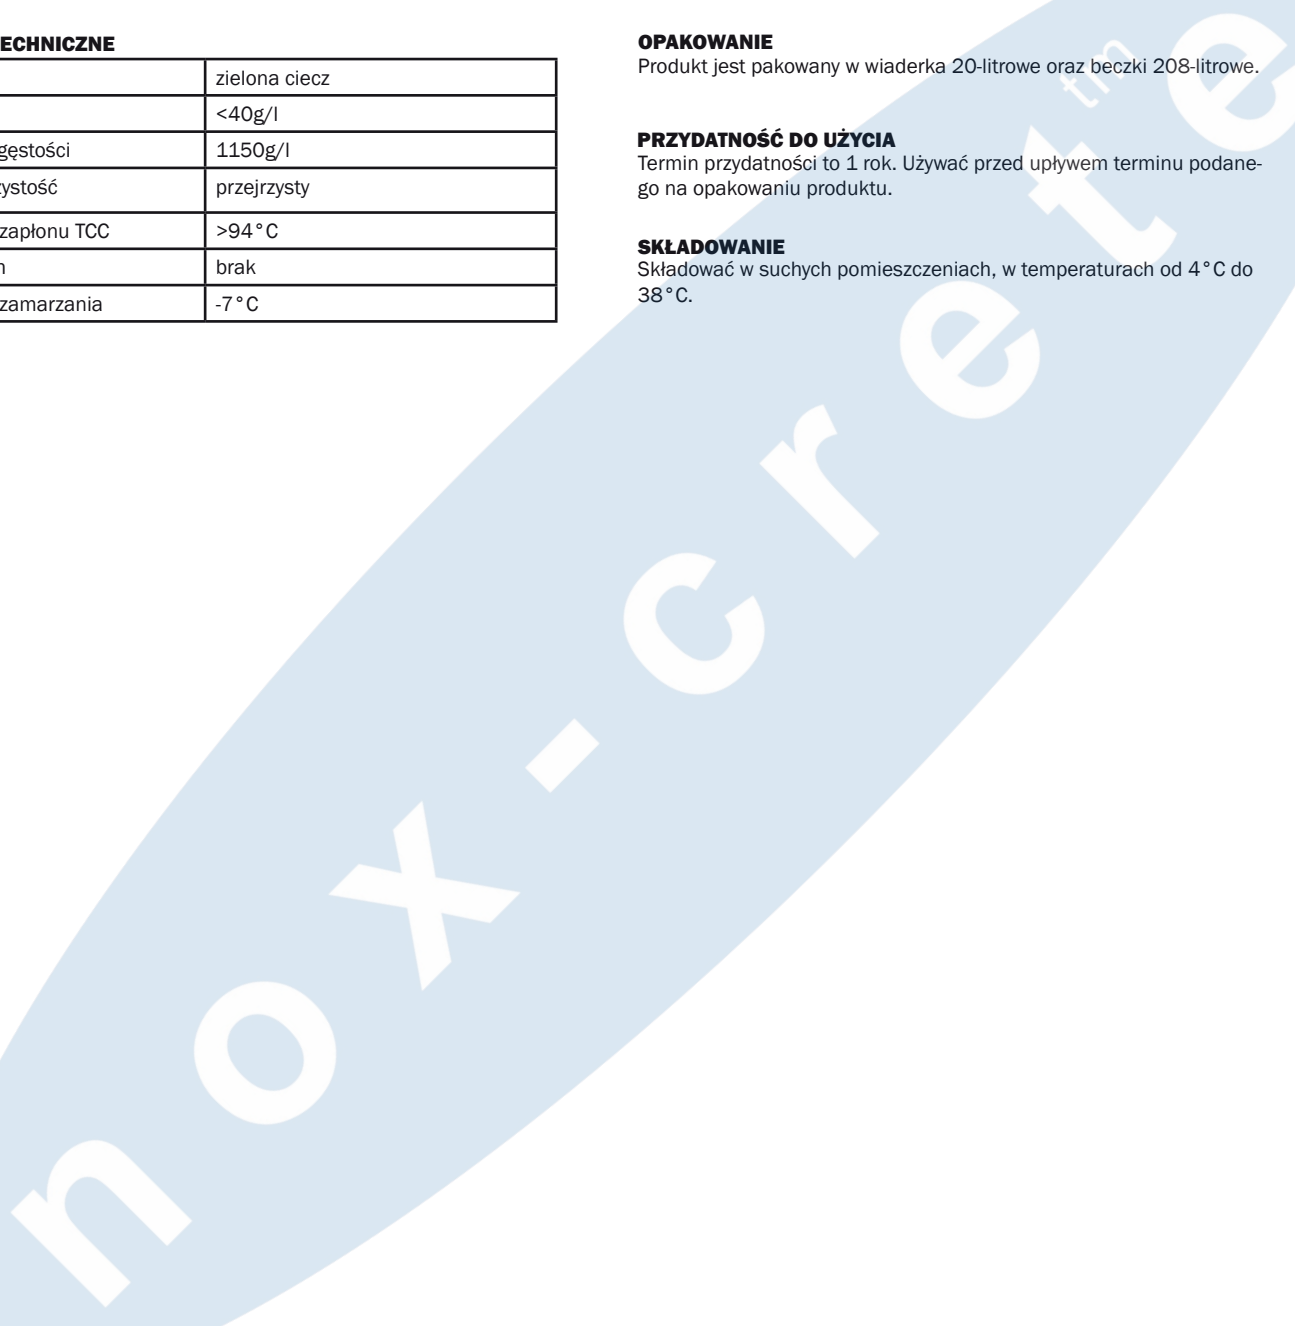 ECHNICZNE
zielona ciecz
<40g/l
gęstości 1150g/l
ystość przejrzysty
zapłonu TCC >94°C
brak
zamarzania -7°C
OPAKOWANIE
Produkt jest pakowany w wiaderka 20-litrowe oraz beczki 208-litrowe.
PRZYDATNOŚĆ DO UŻYCIA
Termin przydatności to 1 rok. Używać przed upływem terminu podane-
go na opakowaniu produktu.
SKŁADOWANIE
Składować w suchych pomieszczeniach, w temperaturach od 4°C do
38°C.
nox-crete tm